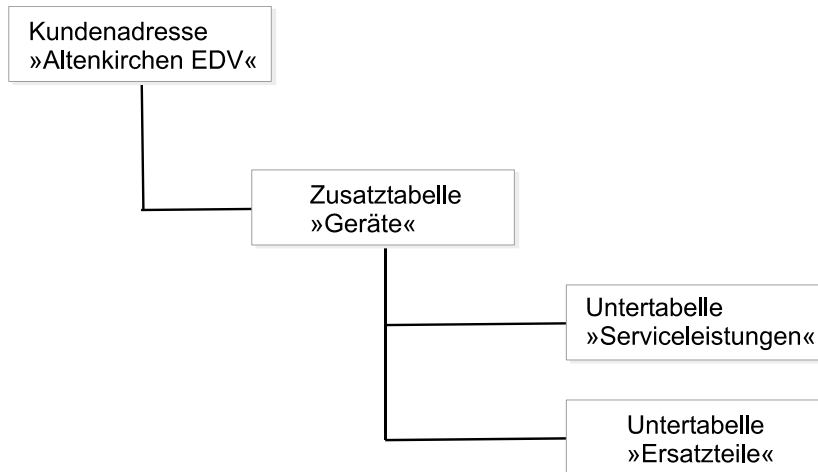 Kundenadresse
»Altenkirchen EDV«
Zusatztabelle
»Geräte«
Untertabelle
»Serviceleistungen«
Untertabelle
»Ersatzteile«